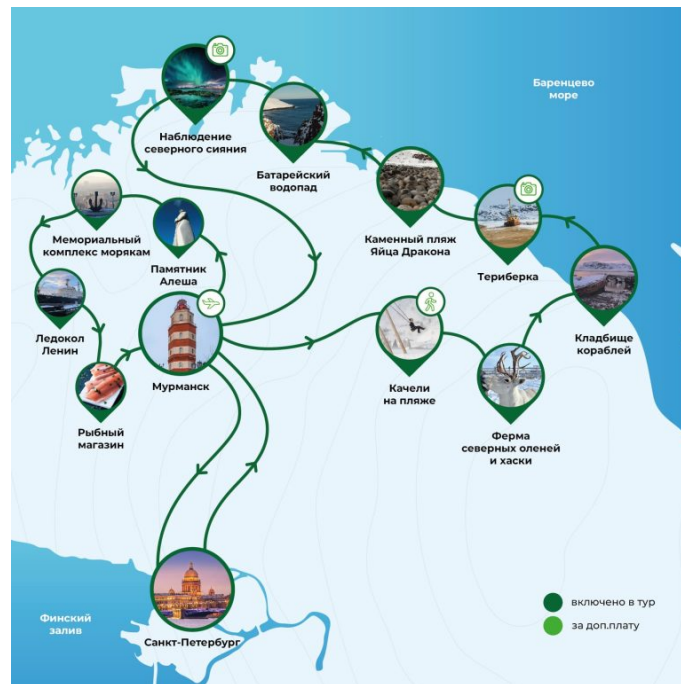 Баренцево
море
Наблюдение
северного сияния
Батарейский
водопад
Каменный пляж
Яйца Дракона
Териберка
Мемориальный
комплекс морякам
Памятник
Алеша
Ледокол
Ленин
Мурманск
Рыбный
магазин
Качели
на пляже
Кладбище
кораблей
Ферма
северных оленей
и хаски
Финский
залив
Санкт-Петербург
включено в тур
за доп.плату